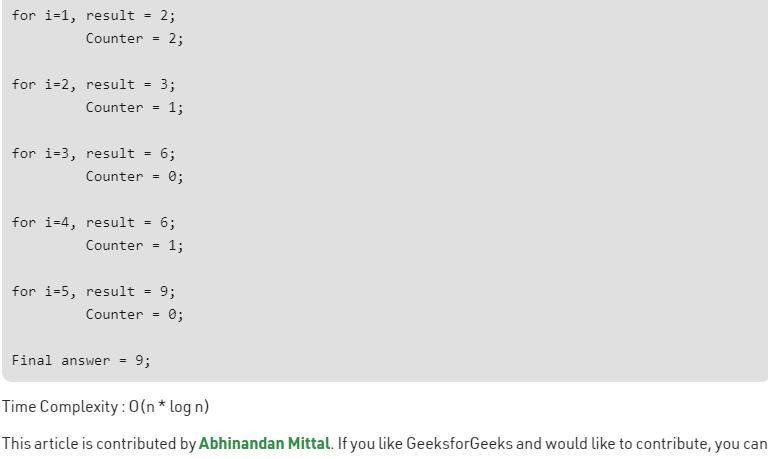 for i=1, result = 2;
Counter = 2;
for i=2, result = 3;
Counter = 1;
for i=3, result = 6;
Counter = 0;
for i=4, result = 6;
Counter = 1;
for i=5, result = 9;
Counter = 0;
Final answer = 9;
Time Complexity : O(n * log n)
This article is contributed by Abhinandan Mittal. If you like GeeksforGeeks and would like to contribute, you can